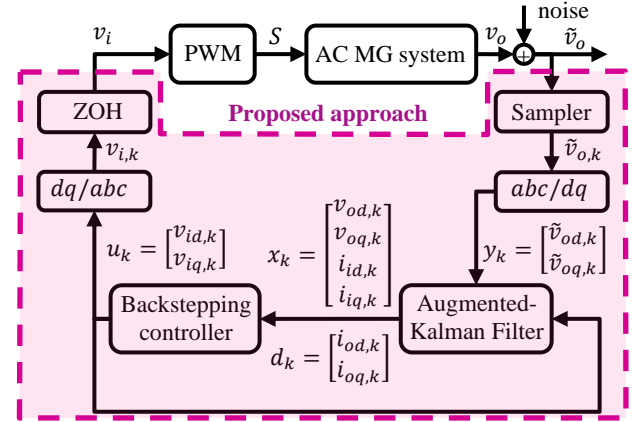 noise
v_i
PWM
S
AC MG system
v_o
+
ṽ_o
Proposed approach
ZOH
Sampler
v_{i,k}
ṽ_{o,k}
dq/abc
abc/dq
u_k = [v_{id,k}
v_{iq,k}]
x_k = [v_{od,k}
v_{oq,k}
i_{id,k}
i_{iq,k}]
y_k = [ṽ_{od,k}
ṽ_{oq,k}]
Backstepping
controller
Augmented-
Kalman Filter
d_k = [i_{od,k}
i_{oq,k}]